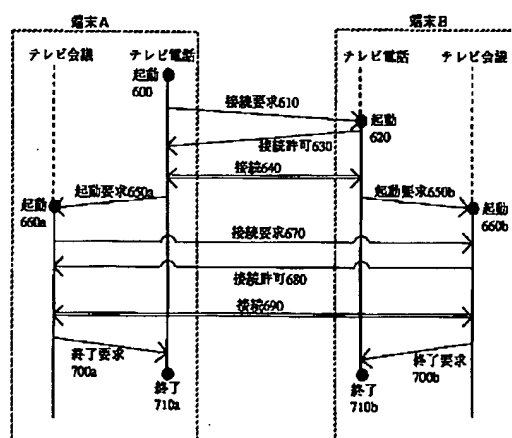 端末A
端末B
テレビ会議
テレビ電話
テレビ電話
テレビ会議
起動
600
接続要求610
起動
620
接続許可630
接続640
起動要求650a
起動要求650b
起動
660a
起動
660b
接続要求670
接続許可680
接続690
終了要求
700a
終了要求
700b
終了
710a
終了
710b